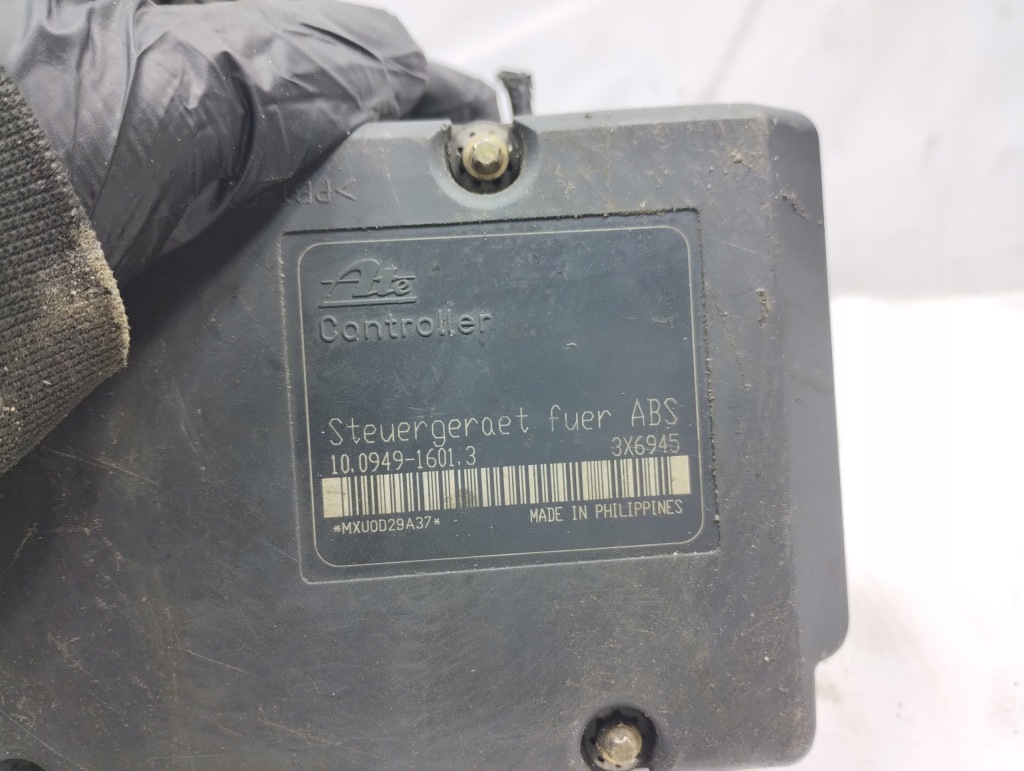 Ate
Controller
Steuergeraet fuer ABS
10.0949-1601.3 3X6945
*MXU0D29A37* MADE IN PHILIPPINES